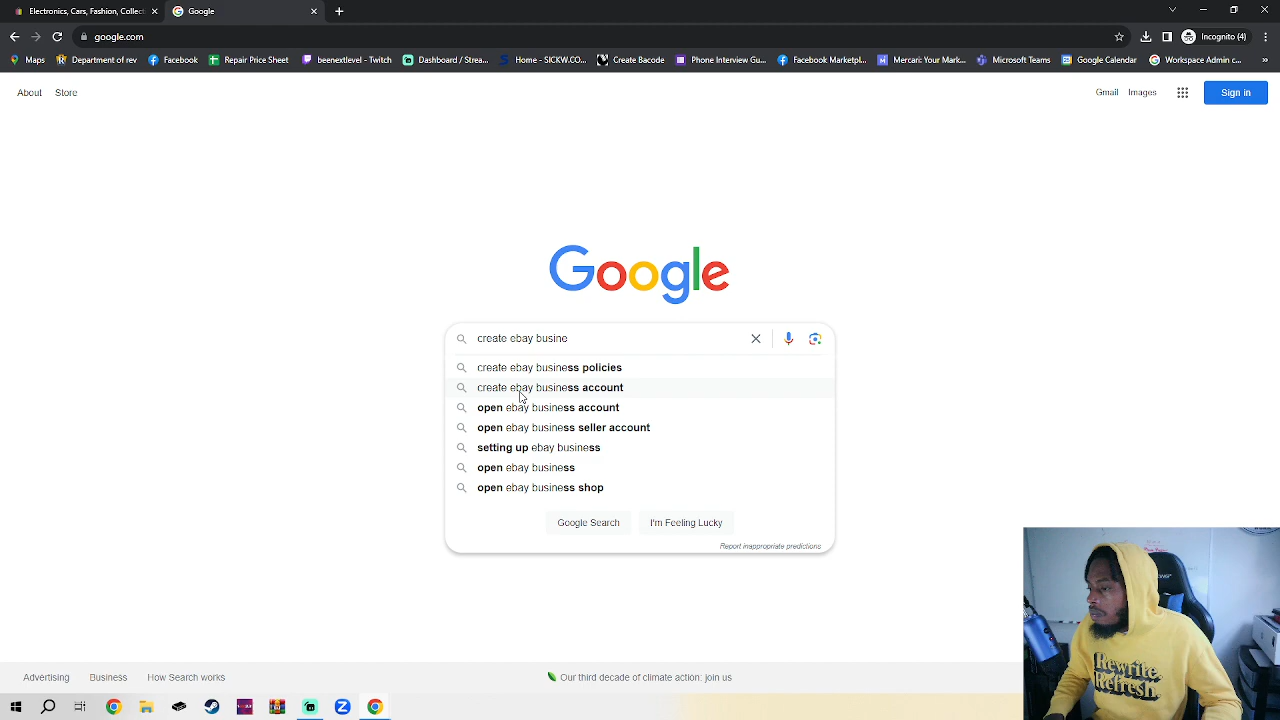 Electronics, Cars, Fashion, Collect
Google
google.com
Incognito (4)
Maps
Department of rev
Facebook
Repair Price Sheet
beenextlevel - Twitch
Dashboard / Strea...
Home - SICKW.CO...
Create Barcode
Phone Interview Gu...
Facebook Marketpl...
Mercari: Your Mark...
Microsoft Teams
Google Calendar
Workspace Admin c...
About
Store
Gmail
Images
Sign in
Google
create ebay busine
create ebay business policies
create ebay business account
open ebay business account
open ebay business seller account
setting up ebay business
open ebay business
open ebay business shop
Google Search
I'm Feeling Lucky
Report inappropriate predictions
Rewrite.
Refresh.
Advertising
Business
How Search works
Our third decade of climate action: join us